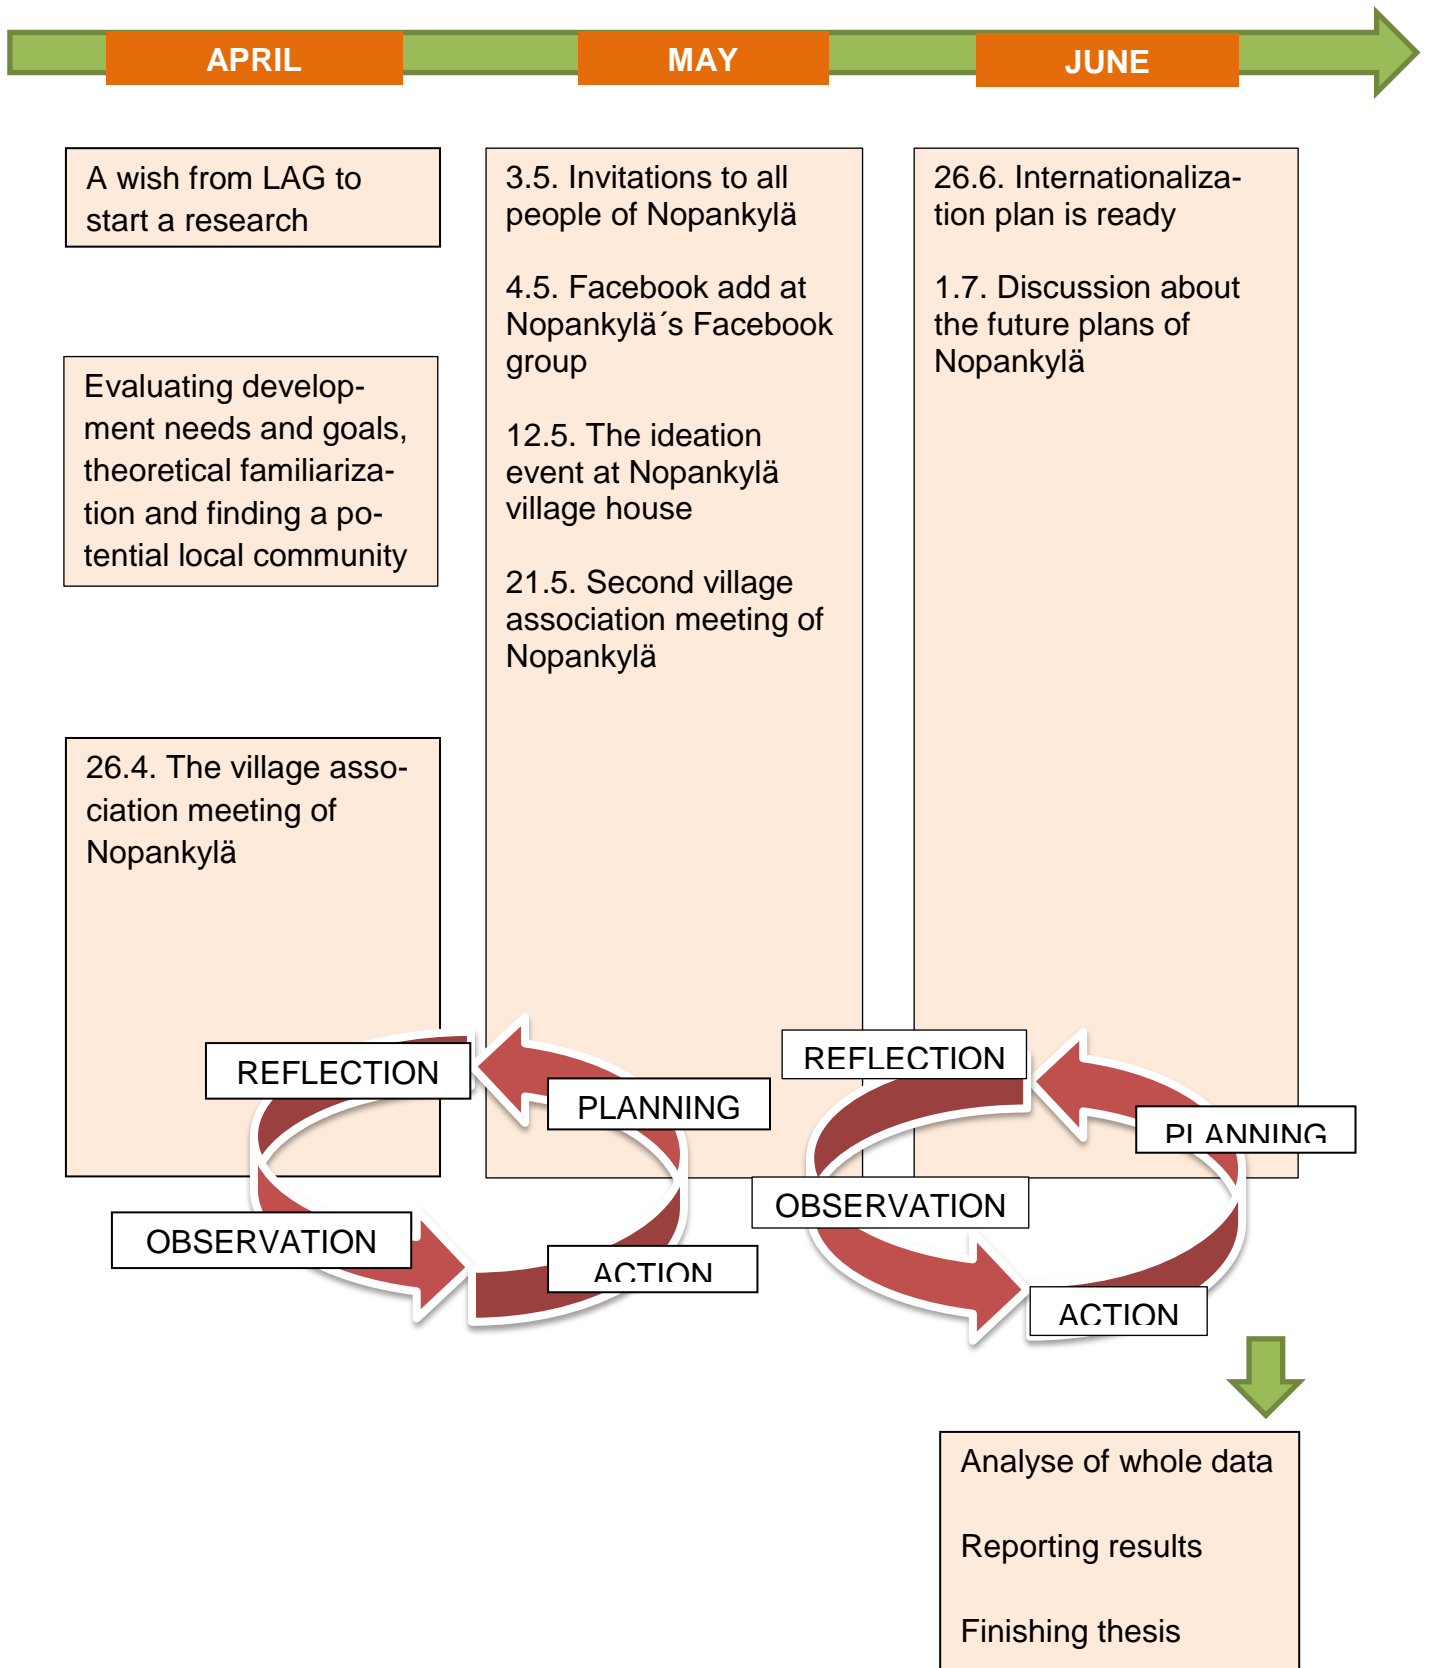 APRIL
MAY
JUNE
A wish from LAG to
start a research
Evaluating develop-
ment needs and goals,
theoretical familiariza-
tion and finding a po-
tential local community
26.4. The village asso-
ciation meeting of
Nopankylä
3.5. Invitations to all
people of Nopankylä
4.5. Facebook add at
Nopankylä´s Facebook
group
12.5. The ideation
event at Nopankylä
village house
21.5. Second village
association meeting of
Nopankylä
26.6. Internationaliza-
tion plan is ready
1.7. Discussion about
the future plans of
Nopankylä
REFLECTION
PLANNING
OBSERVATION
ACTION
REFLECTION
PLANNING
OBSERVATION
ACTION
Analyse of whole data
Reporting results
Finishing thesis